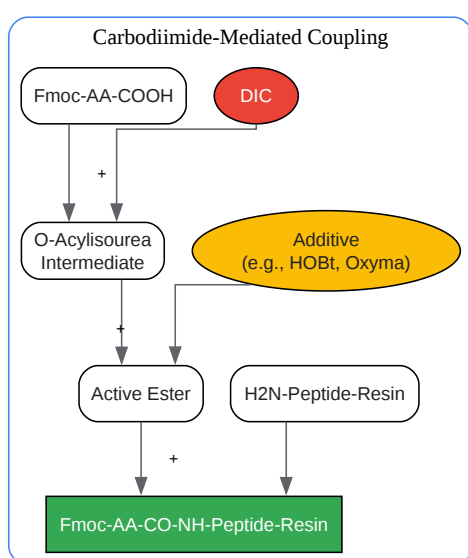 Carbodiimide-Mediated Coupling
Fmoc-AA-COOH
DIC
+
O-Acylisourea
Intermediate
Additive
(e.g., HOBt, Oxyma)
+
Active Ester
H2N-Peptide-Resin
+
Fmoc-AA-CO-NH-Peptide-Resin